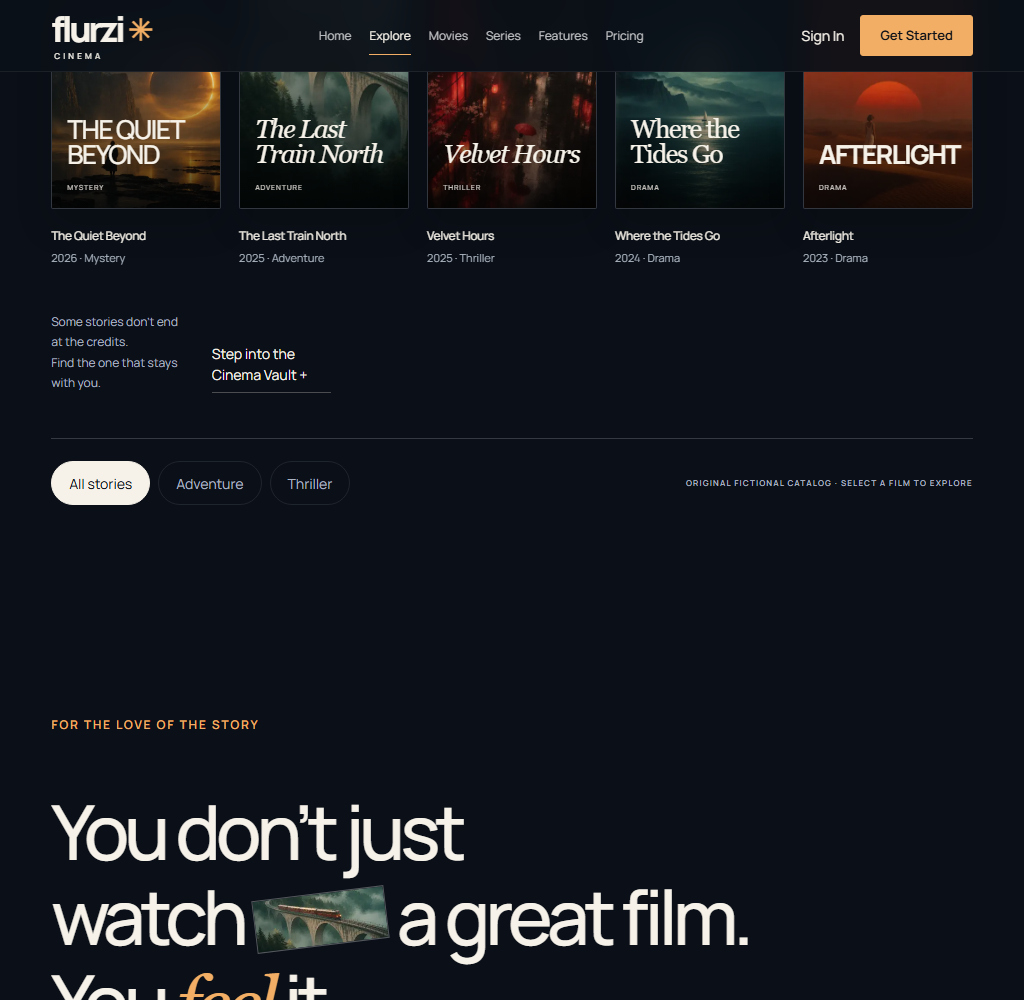 flurzi
CINEMA
Home Explore Movies Series Features Pricing
Sign In Get Started
THE QUIET
BEYOND
MYSTERY
The Last
Train North
ADVENTURE
Velvet Hours
THRILLER
Where the
Tides Go
DRAMA
AFTERLIGHT
DRAMA
The Quiet Beyond
2026 · Mystery
The Last Train North
2025 · Adventure
Velvet Hours
2025 · Thriller
Where the Tides Go
2024 · Drama
Afterlight
2023 · Drama
Some stories don't end
at the credits.
Find the one that stays
with you.
Step into the
Cinema Vault +
All stories Adventure Thriller
ORIGINAL FICTIONAL CATALOG · SELECT A FILM TO EXPLORE
FOR THE LOVE OF THE STORY
You don’t just
watch a great film.
You feel it